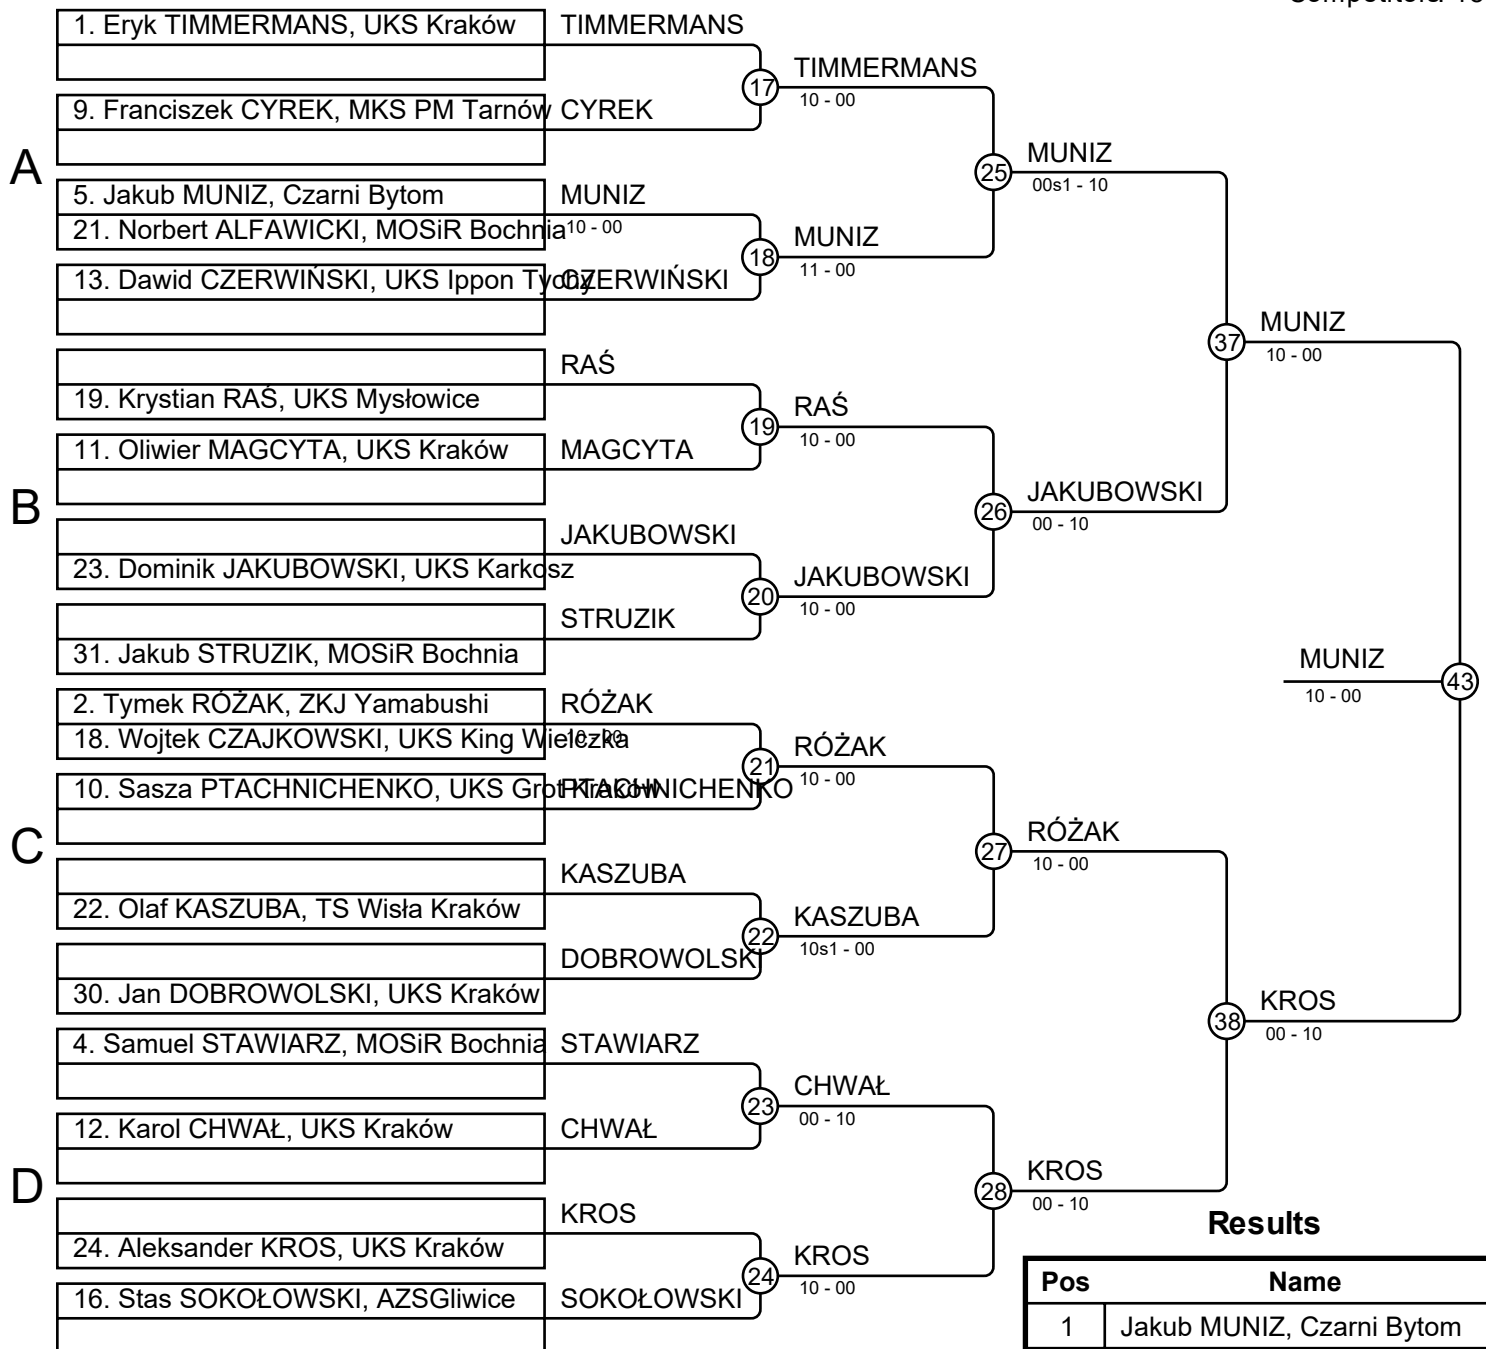 1. Eryk TIMMERMANS, UKS Kraków
TIMMERMANS
17
TIMMERMANS
10 - 00
9. Franciszek CYREK, MKS PM Tarnów
CYREK
A
25
MUNIZ
00s1 - 10
5. Jakub MUNIZ, Czarni Bytom
MUNIZ
21. Norbert ALFAWICKI, MOSiR Bochnia
10 - 00
18
MUNIZ
11 - 00
13. Dawid CZERWIŃSKI, UKS Ippon Tychy
CZERWIŃSKI
37
MUNIZ
10 - 00
RAŚ
19. Krystian RAŚ, UKS Mysłowice
19
RAŚ
10 - 00
11. Oliwier MAGCYTA, UKS Kraków
MAGCYTA
B
26
JAKUBOWSKI
00 - 10
JAKUBOWSKI
23. Dominik JAKUBOWSKI, UKS Karkosz
20
JAKUBOWSKI
10 - 00
STRUZIK
31. Jakub STRUZIK, MOSiR Bochnia
MUNIZ
10 - 00
43
2. Tymek RÓŻAK, ZKJ Yamabushi
RÓŻAK
18. Wojtek CZAJKOWSKI, UKS King Wieliczka
10 - 00
21
RÓŻAK
10 - 00
10. Sasza PTACHNICHENKO, UKS Grot Kraków
PTACHNICHENKO
C
27
RÓŻAK
10 - 00
KASZUBA
22. Olaf KASZUBA, TS Wisła Kraków
22
KASZUBA
10s1 - 00
DOBROWOLSKI
30. Jan DOBROWOLSKI, UKS Kraków
38
KROS
00 - 10
4. Samuel STAWIARZ, MOSiR Bochnia
STAWIARZ
23
CHWAŁ
00 - 10
12. Karol CHWAŁ, UKS Kraków
CHWAŁ
D
28
KROS
00 - 10
KROS
24. Aleksander KROS, UKS Kraków
24
KROS
10 - 00
16. Stas SOKOŁOWSKI, AZSGliwice
SOKOŁOWSKI
Results
Pos Name
1 Jakub MUNIZ, Czarni Bytom